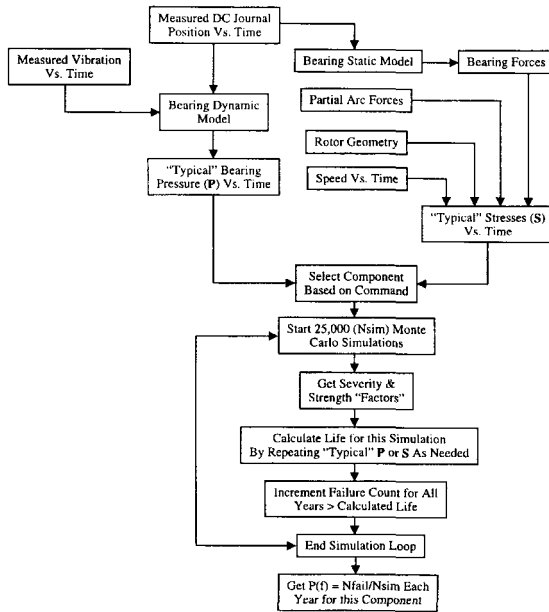 Measured DC Journal
Position Vs. Time
Measured Vibration
Vs. Time
Bearing Static Model
Bearing Forces
Bearing Dynamic
Model
Partial Arc Forces
Rotor Geometry
"Typical" Bearing
Pressure (P) Vs. Time
Speed Vs. Time
"Typical" Stresses (S)
Vs. Time
Select Component
Based on Command
Start 25,000 (Nsim) Monte
Carlo Simulations
Get Severity &
Strength "Factors"
Calculate Life for this Simulation
By Repeating "Typical" P or S As Needed
Increment Failure Count for All
Years > Calculated Life
End Simulation Loop
Get P(f) = Nfail/Nsim Each
Year for this Component